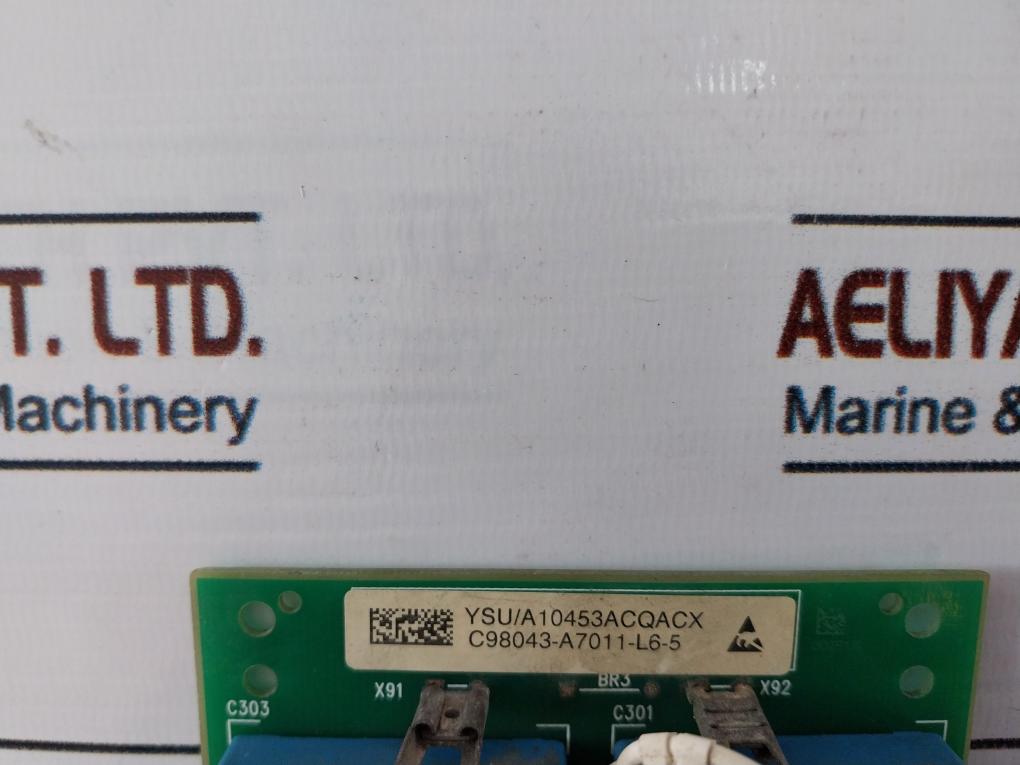 T. LTD.
Machinery
AELIYA
Marine &
YSU/A10453ACQACX
C98043-A7011-L6-5
X91
BR3
X92
C303
C301